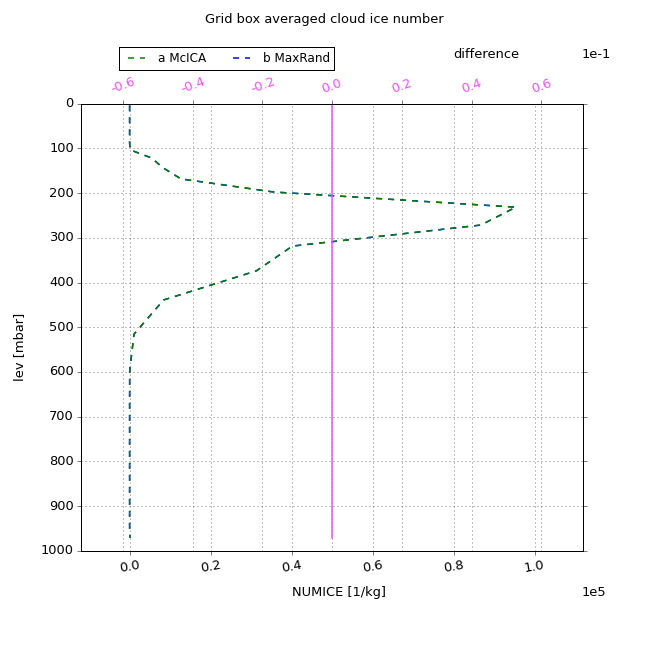 Grid box averaged cloud ice number
a McICA b MaxRand
difference 1e-1
-0.6 -0.4 -0.2 0.0 0.2 0.4 0.6
0
100
200
300
400
500
600
700
800
900
1000
lev [mbar]
0.0 0.2 0.4 0.6 0.8 1.0
NUMICE [1/kg] 1e5